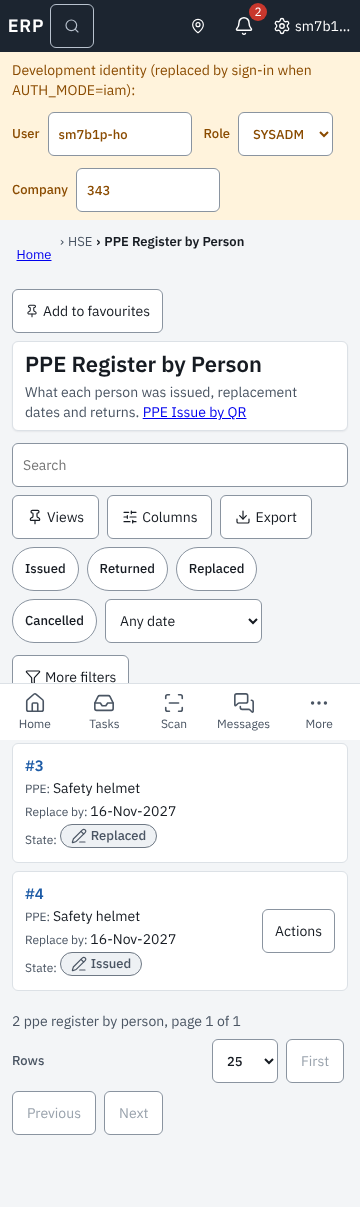 ERP
2
sm7b1...
Development identity (replaced by sign-in when
AUTH_MODE=iam):
User
sm7b1p-ho
Role
SYSADM
Company
343
Home › HSE › PPE Register by Person
Add to favourites
PPE Register by Person
What each person was issued, replacement
dates and returns. PPE Issue by QR
Search
Views
Columns
Export
Issued
Returned
Replaced
Cancelled
Any date
More filters
Home
Tasks
Scan
Messages
More
#3
PPE: Safety helmet
Replace by: 16-Nov-2027
State: Replaced
#4
PPE: Safety helmet
Replace by: 16-Nov-2027
State: Issued
Actions
2 ppe register by person, page 1 of 1
Rows
25
First
Previous
Next